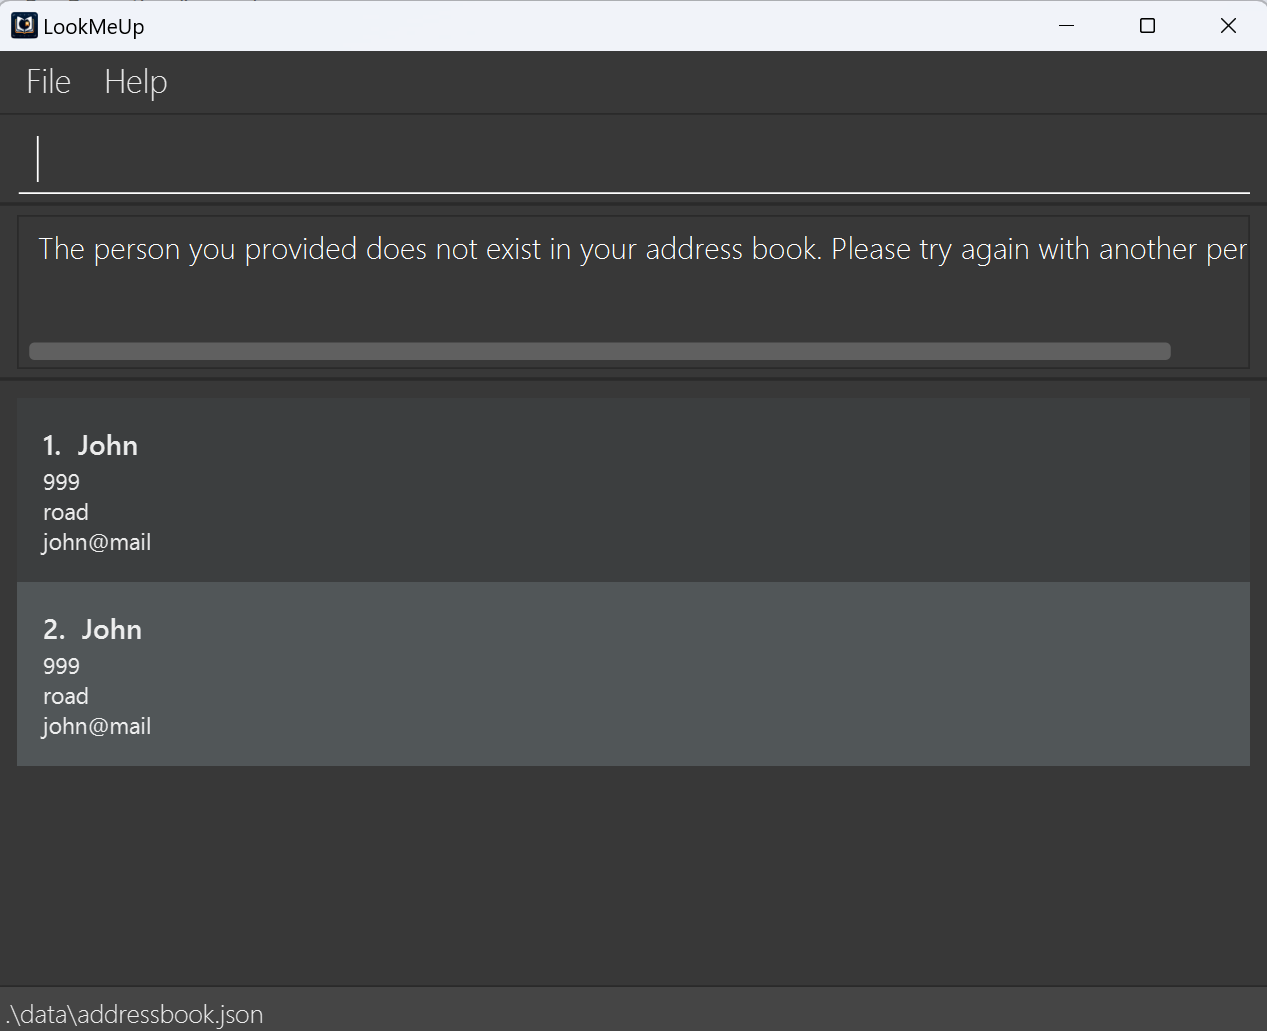 LookMeUp
File Help
The person you provided does not exist in your address book. Please try again with another per
1. John
999
road
john@mail
2. John
999
road
john@mail
.\data\addressbook.json